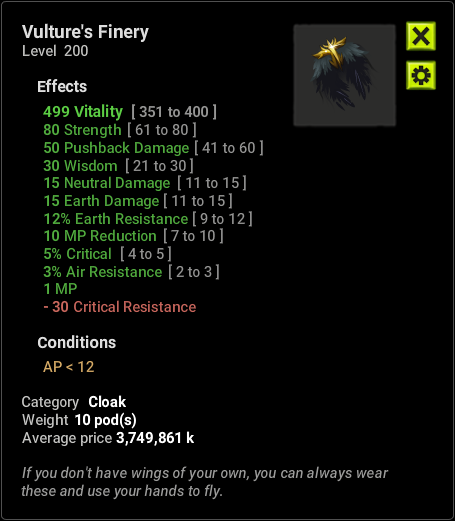 Vulture's Finery
Level 200
Effects
499 Vitality [ 351 to 400 ]
80 Strength [ 61 to 80 ]
50 Pushback Damage [ 41 to 60 ]
30 Wisdom [ 21 to 30 ]
15 Neutral Damage [ 11 to 15 ]
15 Earth Damage [ 11 to 15 ]
12% Earth Resistance [ 9 to 12 ]
10 MP Reduction [ 7 to 10 ]
5% Critical [ 4 to 5 ]
3% Air Resistance [ 2 to 3 ]
1 MP
- 30 Critical Resistance
Conditions
AP < 12
Category Cloak
Weight 10 pod(s)
Average price 3,749,861 k
If you don't have wings of your own, you can always wear
these and use your hands to fly.